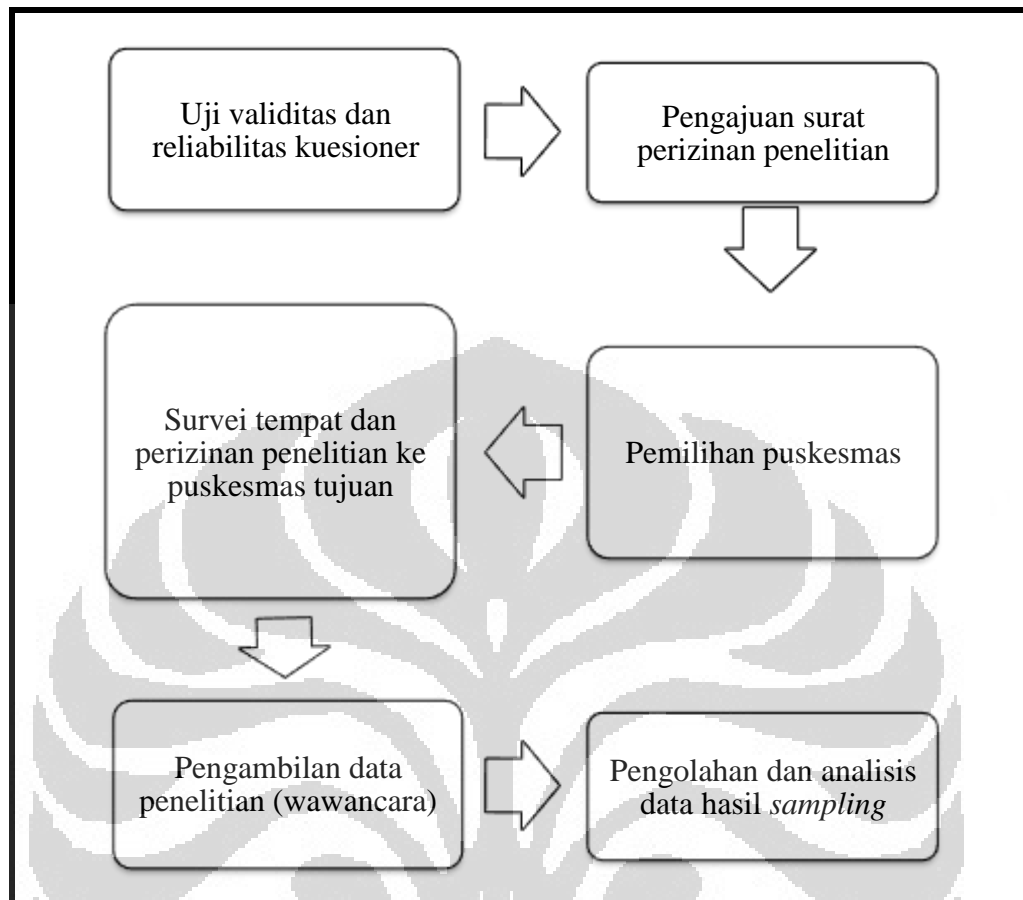 Uji validitas dan
reliabilitas kuesioner
Pengajuan surat
perizinan penelitian
Pemilihan puskesmas
Survei tempat dan
perizinan penelitian ke
puskesmas tujuan
Pengambilan data
penelitian (wawancara)
Pengolahan dan analisis
data hasil sampling